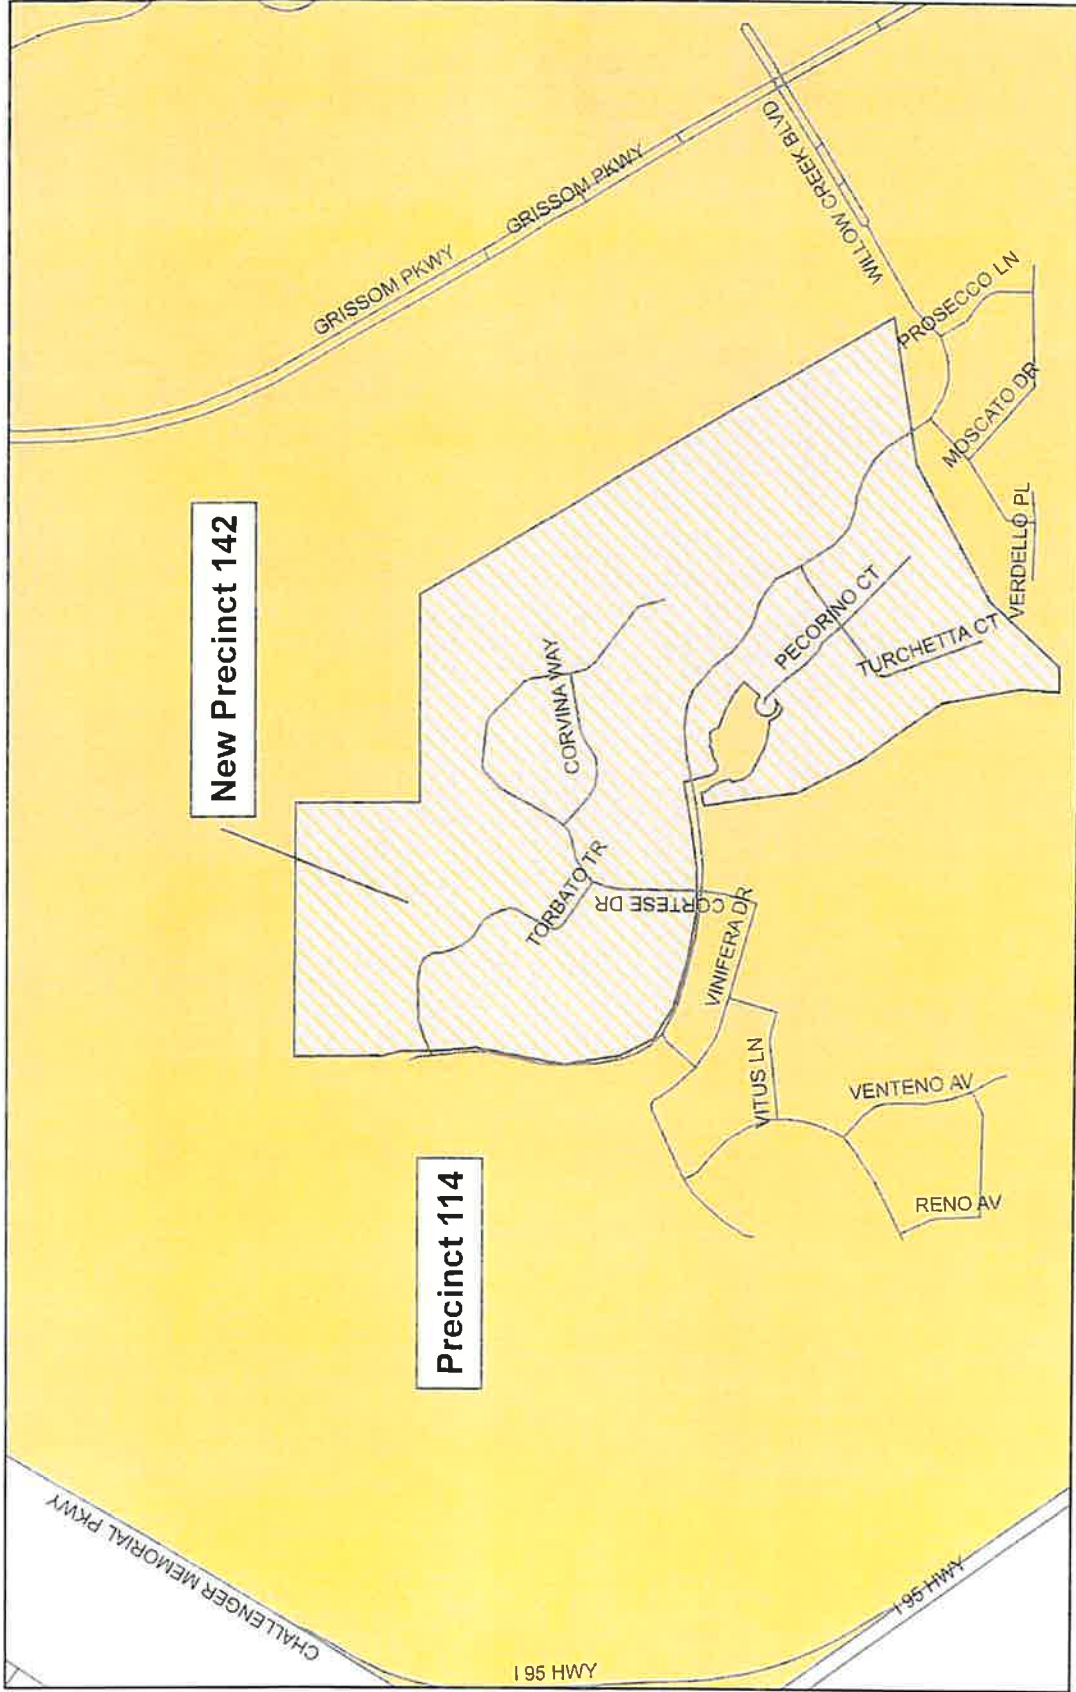 CHALLENGER MEMORIAL PKWY
I 95 HWY
I 95 HWY
Precinct 114
New Precinct 142
GRISSOM PKWY
GRISSOM PKWY
WILLOW CREEK BLVD
PROSECCO LN
MOSCATO DR
VERDELLO PL
TURCHETTA CT
PECORINO CT
CORVINA WAY
TORBATO TR
CORTESE DR
VINIFERA DR
VITUS LN
VENTENO AV
RENO AV